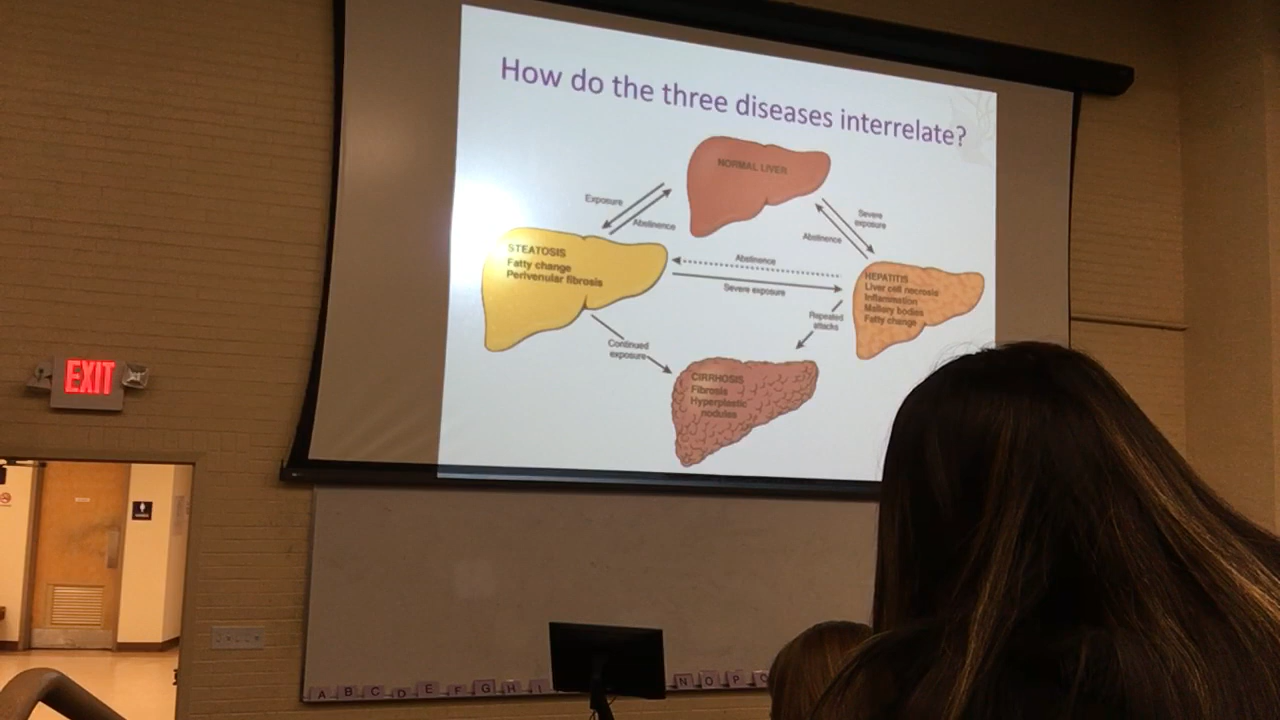 How do the three diseases interrelate?
NORMAL LIVER
Exposure
Abstinence
Severe
exposure
Abstinence
STEATOSIS
Fatty change
Perivenular fibrosis
Abstinence
Severe exposure
HEPATITIS
Liver cell necrosis
Inflammation
Mallory bodies
Fatty change
Repeated
attacks
Continued
exposure
CIRRHOSIS
Fibrosis
Hyperplastic
nodules
EXIT
A B C D E F G H I N O P